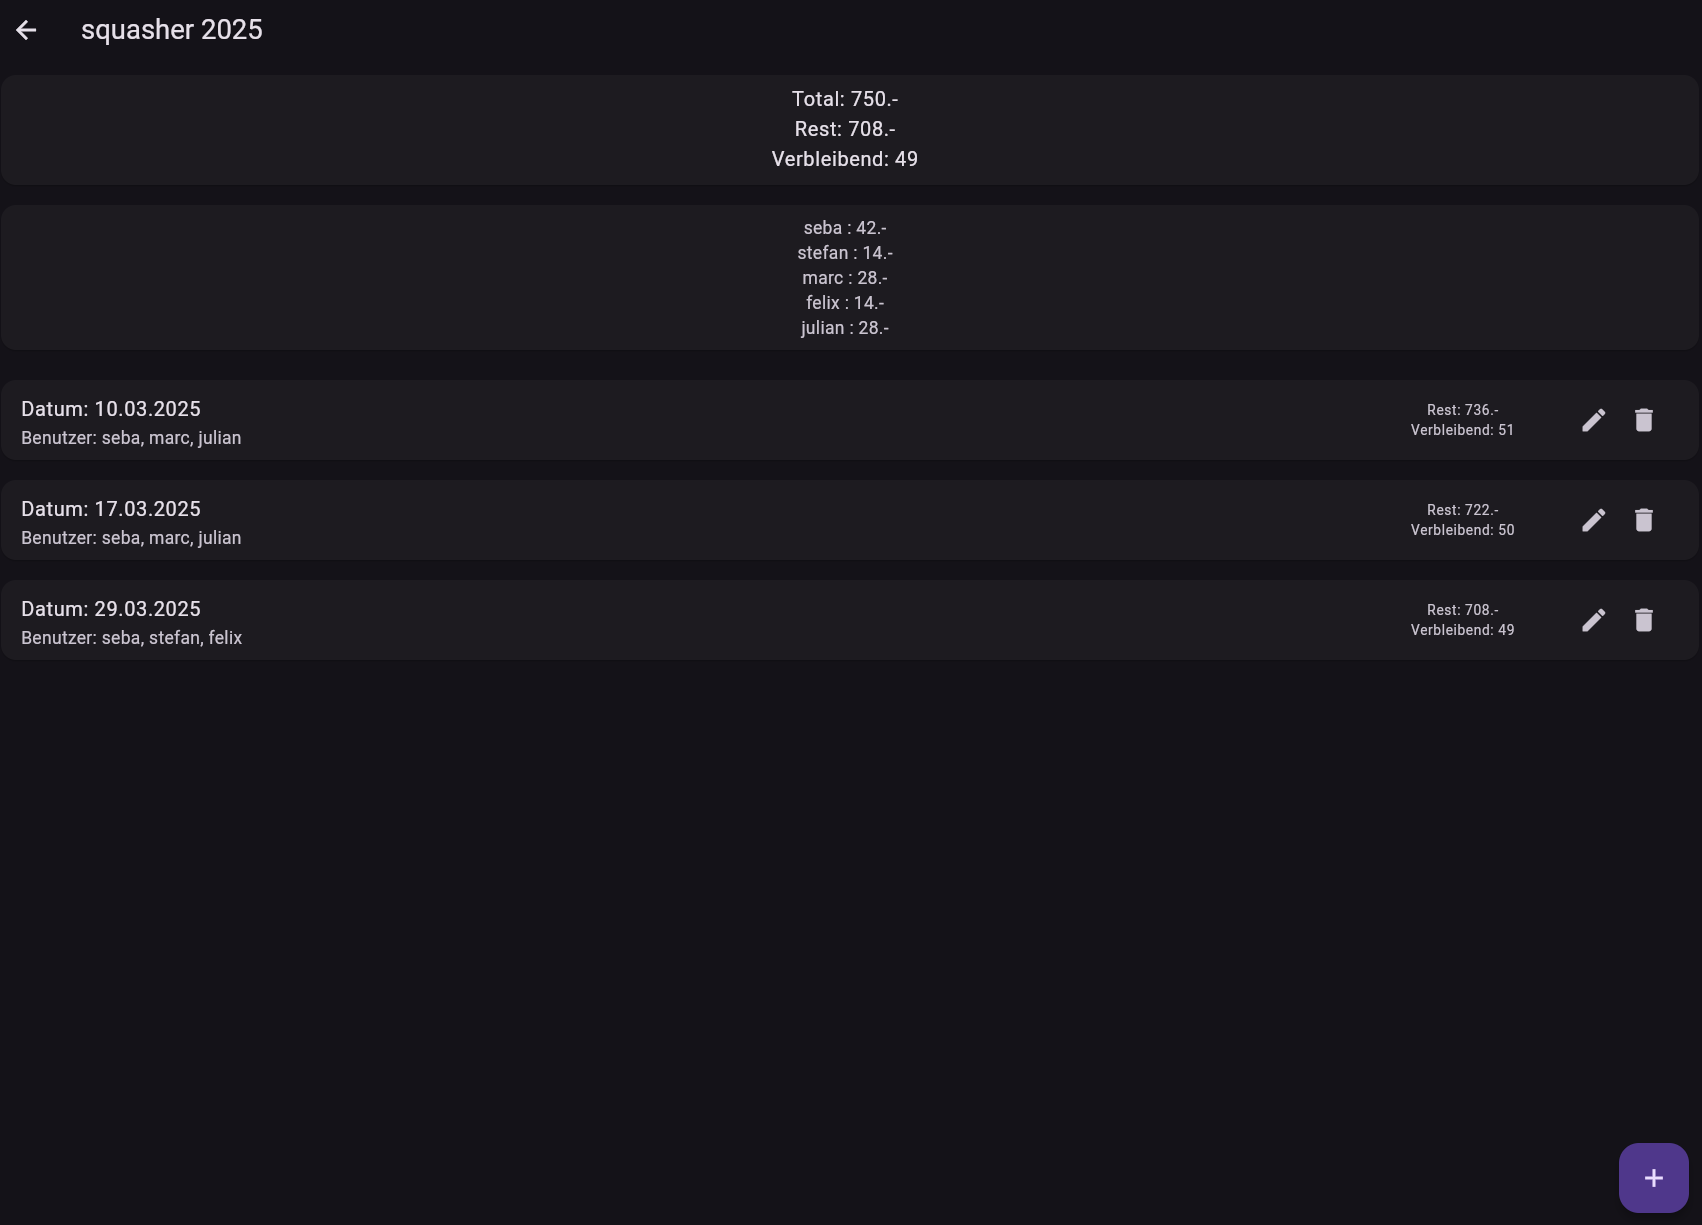 squasher 2025
Total: 750.-
Rest: 708.-
Verbleibend: 49
seba : 42.-
stefan : 14.-
marc : 28.-
felix : 14.-
julian : 28.-
Datum: 10.03.2025
Benutzer: seba, marc, julian
Rest: 736.-
Verbleibend: 51
Datum: 17.03.2025
Benutzer: seba, marc, julian
Rest: 722.-
Verbleibend: 50
Datum: 29.03.2025
Benutzer: seba, stefan, felix
Rest: 708.-
Verbleibend: 49